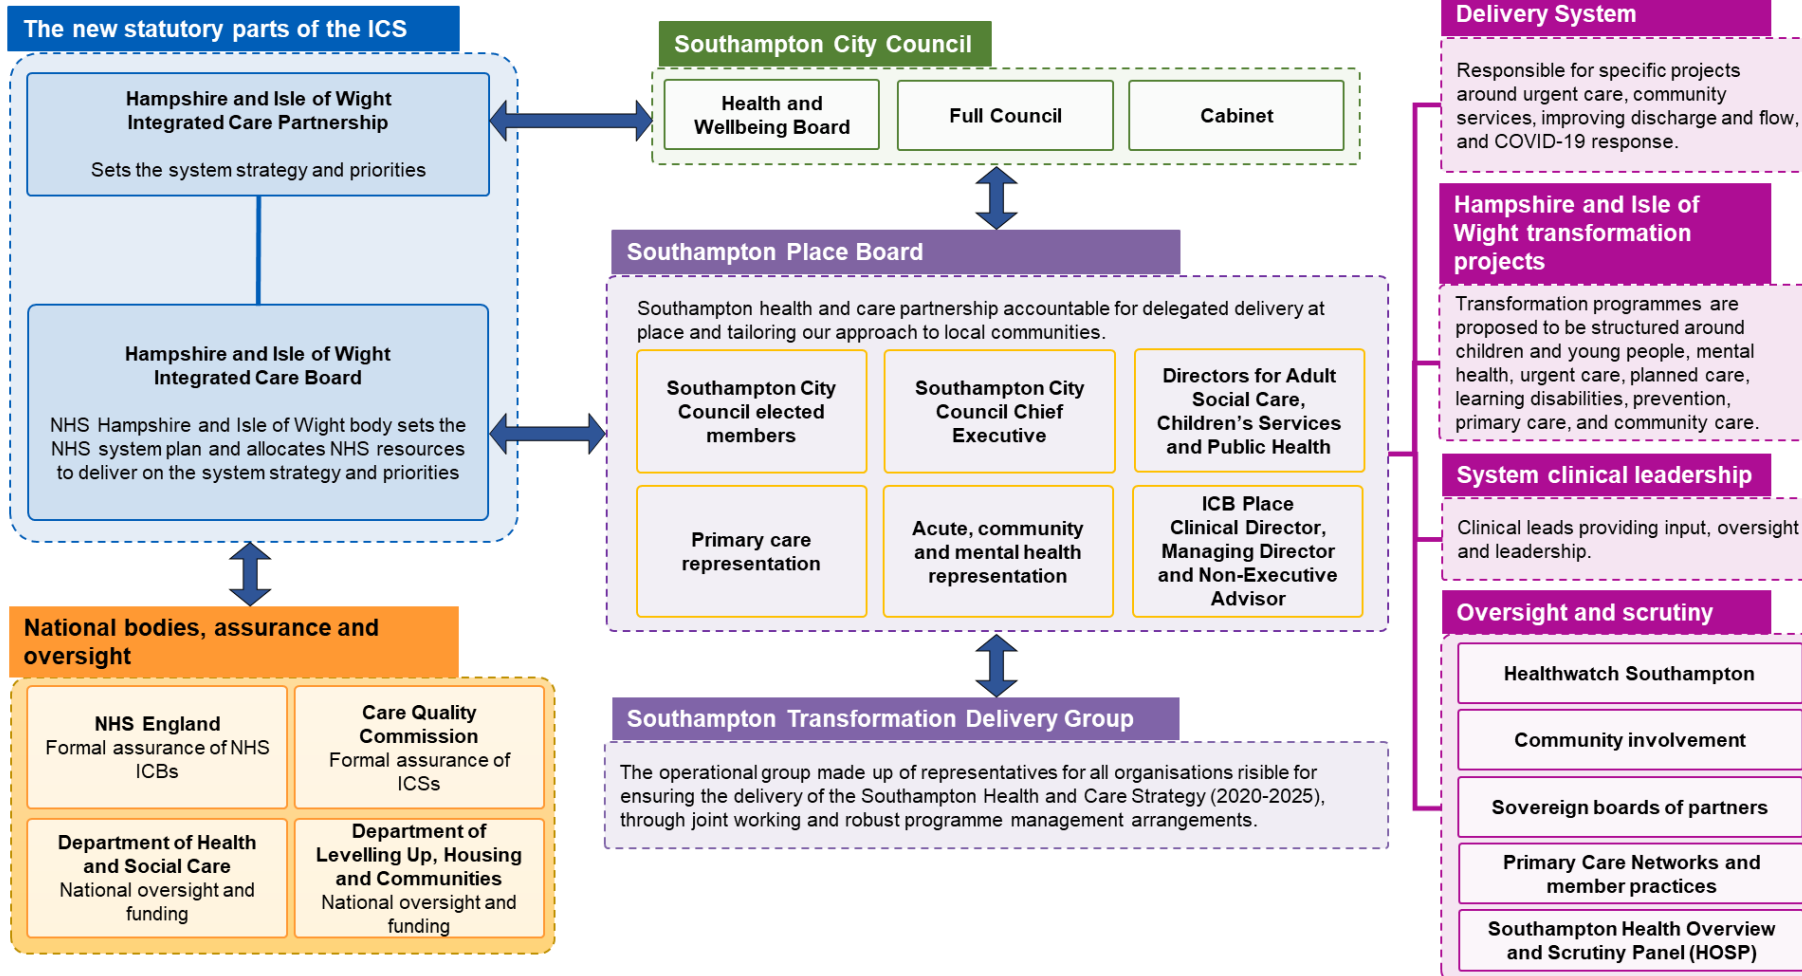 The new statutory parts of the ICS
Hampshire and Isle of Wight
Integrated Care Partnership
Sets the system strategy and priorities
Hampshire and Isle of Wight
Integrated Care Board
NHS Hampshire and Isle of Wight body sets the
NHS system plan and allocates NHS resources
to deliver on the system strategy and priorities
National bodies, assurance and
oversight
NHS England
Formal assurance of NHS
ICBs
Care Quality
Commission
Formal assurance of
ICSs
Department of Health
and Social Care
National oversight and
funding
Department of
Levelling Up, Housing
and Communities
National oversight and
funding
Southampton City Council
Health and
Wellbeing Board
Full Council
Cabinet
Southampton Place Board
Southampton health and care partnership accountable for delegated delivery at
place and tailoring our approach to local communities.
Southampton City
Council elected
members
Southampton City
Council Chief
Executive
Directors for Adult
Social Care,
Children’s Services
and Public Health
Primary care
representation
Acute, community
and mental health
representation
ICB Place
Clinical Director,
Managing Director
and Non-Executive
Advisor
Southampton Transformation Delivery Group
The operational group made up of representatives for all organisations risible for
ensuring the delivery of the Southampton Health and Care Strategy (2020-2025),
through joint working and robust programme management arrangements.
Delivery System
Responsible for specific projects
around urgent care, community
services, improving discharge and flow,
and COVID-19 response.
Hampshire and Isle of
Wight transformation
projects
Transformation programmes are
proposed to be structured around
children and young people, mental
health, urgent care, planned care,
learning disabilities, prevention,
primary care, and community care.
System clinical leadership
Clinical leads providing input, oversight
and leadership.
Oversight and scrutiny
Healthwatch Southampton
Community involvement
Sovereign boards of partners
Primary Care Networks and
member practices
Southampton Health Overview
and Scrutiny Panel (HOSP)